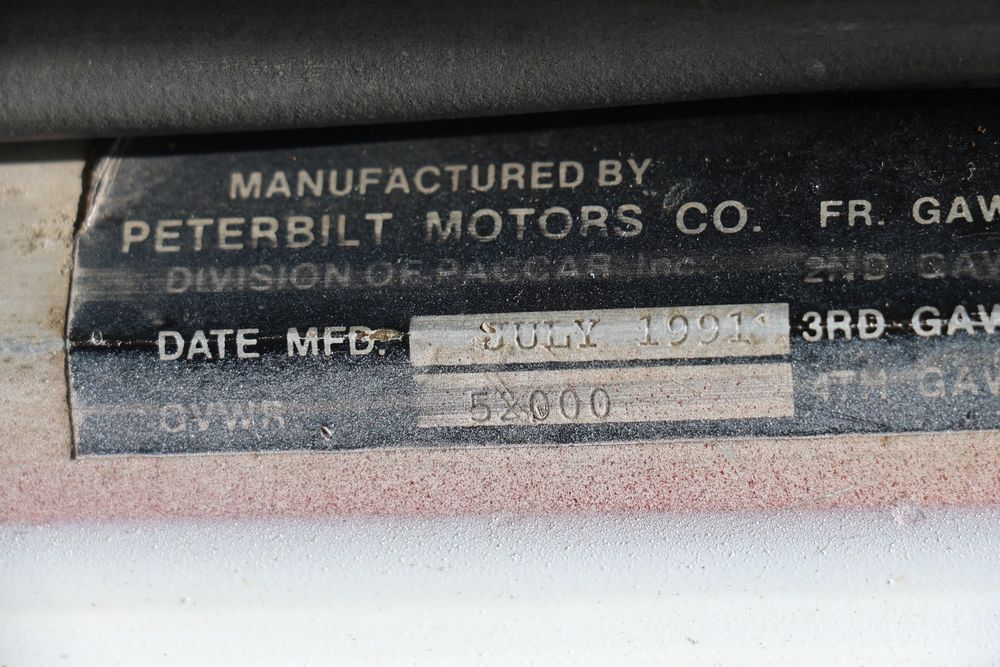 MANUFACTURED BY
PETERBILT MOTORS CO. FR. GAW
DIVISION OF PACCAR Inc 2ND GAW
DATE MFD. JULY 1991 3RD GAW
GVWR 52000 4TH GAW